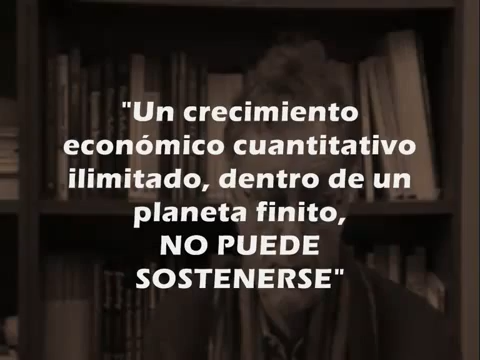 "Un crecimiento
económico cuantitativo
ilimitado, dentro de un
planeta finito,
NO PUEDE
SOSTENERSE"